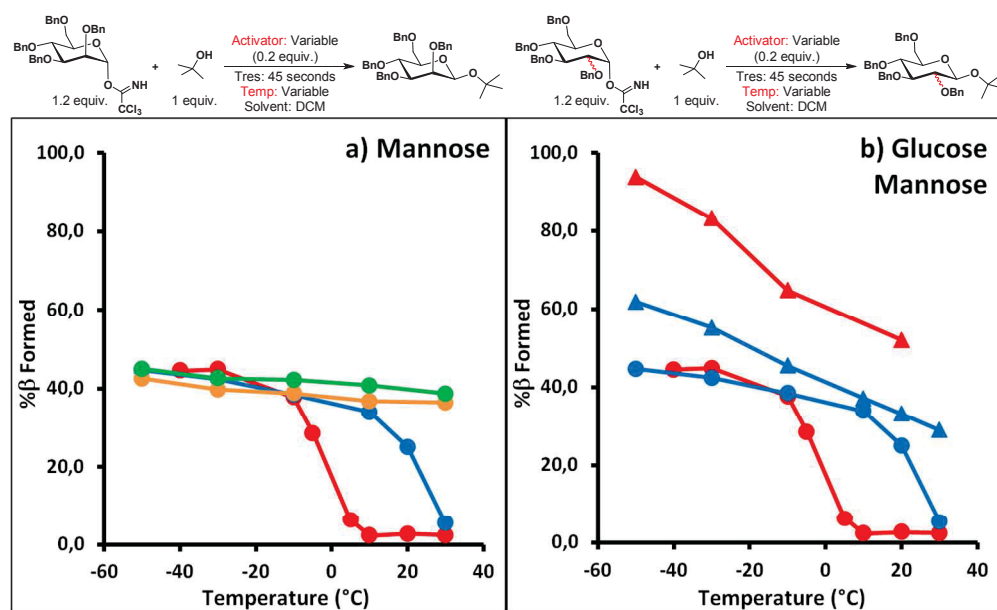 BnO
OBn
BnO
BnO
O
O
NH
CCl3
1.2 equiv.
+
OH
1 equiv.
Activator: Variable
(0.2 equiv.)
Tres: 45 seconds
Temp: Variable
Solvent: DCM
BnO
OBn
BnO
BnO
O
O
BnO
BnO
BnO
O
OBn
O
NH
CCl3
1.2 equiv.
+
OH
1 equiv.
Activator: Variable
(0.2 equiv.)
Tres: 45 seconds
Temp: Variable
Solvent: DCM
BnO
BnO
BnO
O
O
OBn
a) Mannose
%β Formed
100,0
80,0
60,0
40,0
20,0
0,0
-60
-40
-20
0
20
40
Temperature (°C)
b) Glucose
Mannose
%β Formed
100,0
80,0
60,0
40,0
20,0
0,0
-60
-40
-20
0
20
40
Temperature (°C)